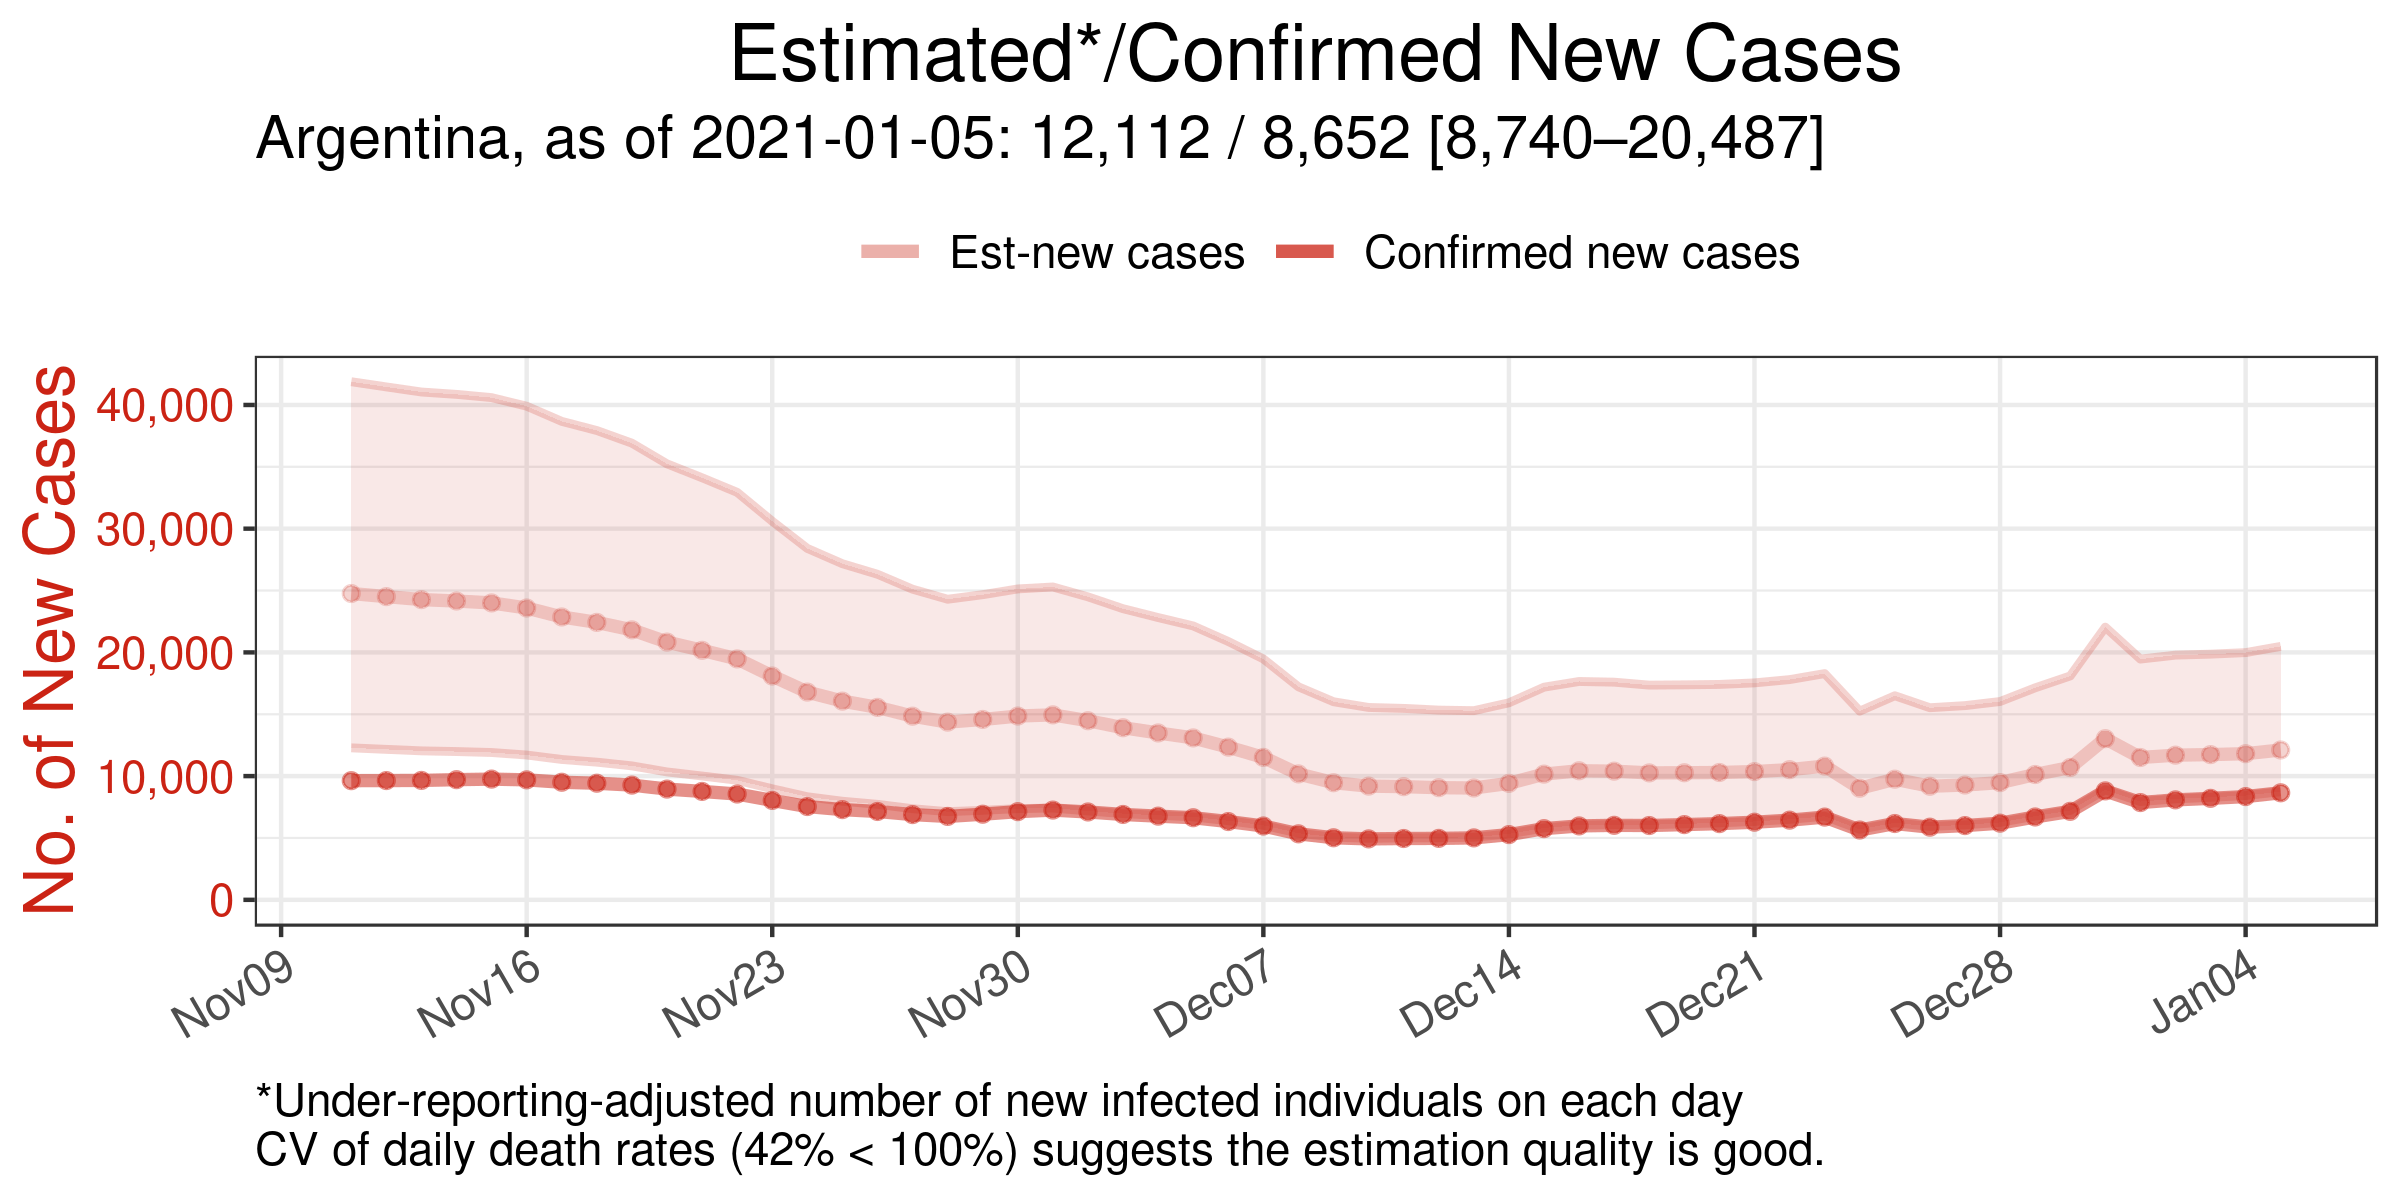 Estimated*/Confirmed New Cases
Argentina, as of 2021-01-05: 12,112 / 8,652 [8,740–20,487]
Est-new cases
Confirmed new cases
No. of New Cases
40,000
30,000
20,000
10,000
0
Nov09
Nov16
Nov23
Nov30
Dec07
Dec14
Dec21
Dec28
Jan04
*Under-reporting-adjusted number of new infected individuals on each day
CV of daily death rates (42% < 100%) suggests the estimation quality is good.